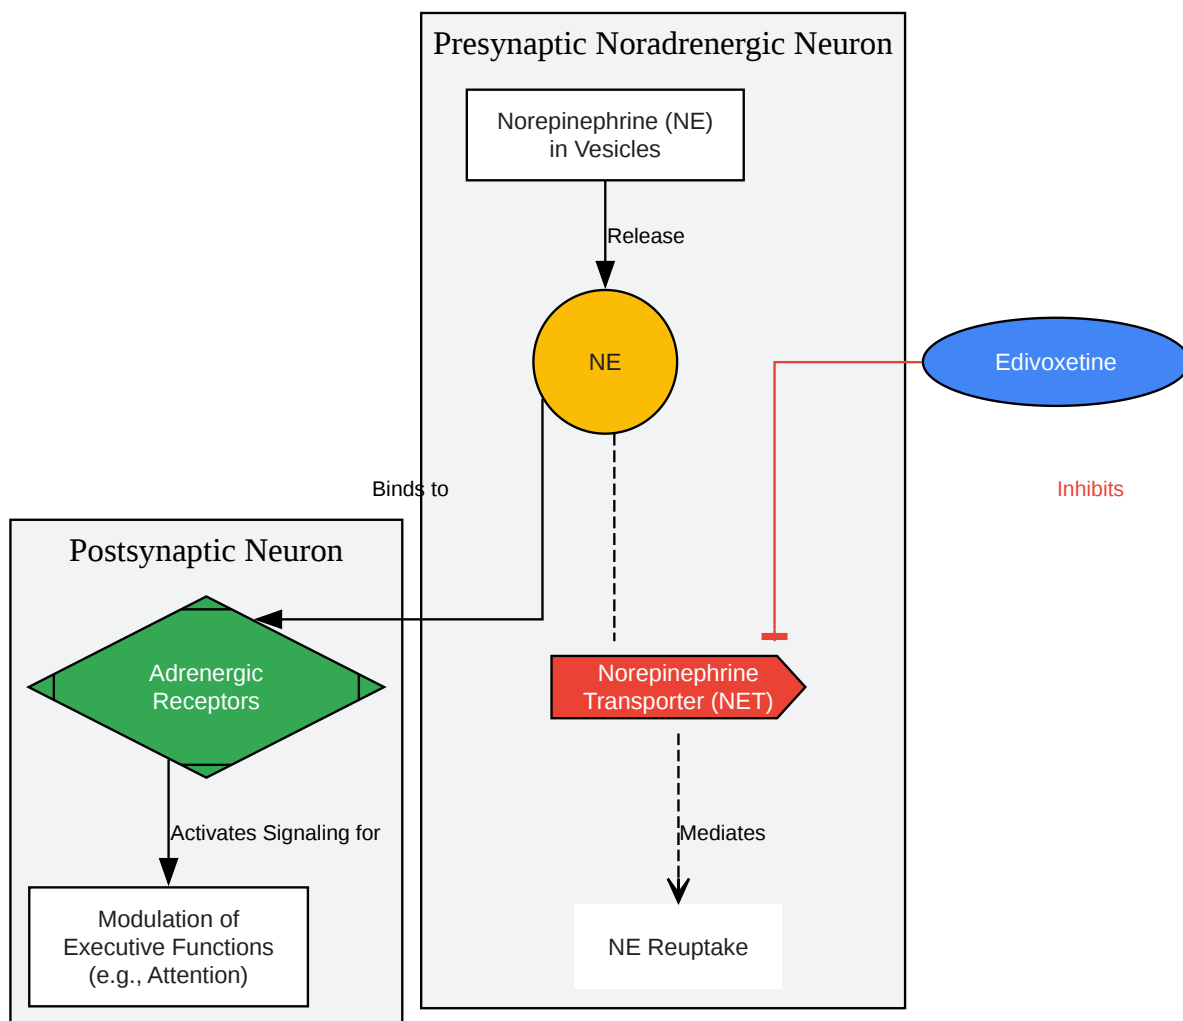 Presynaptic Noradrenergic Neuron
Norepinephrine (NE)
in Vesicles
Release
NE
Edivoxetine
Binds to
Inhibits
Postsynaptic Neuron
Adrenergic
Receptors
Norepinephrine
Transporter (NET)
Activates Signaling for
Mediates
Modulation of
Executive Functions
(e.g., Attention)
NE Reuptake